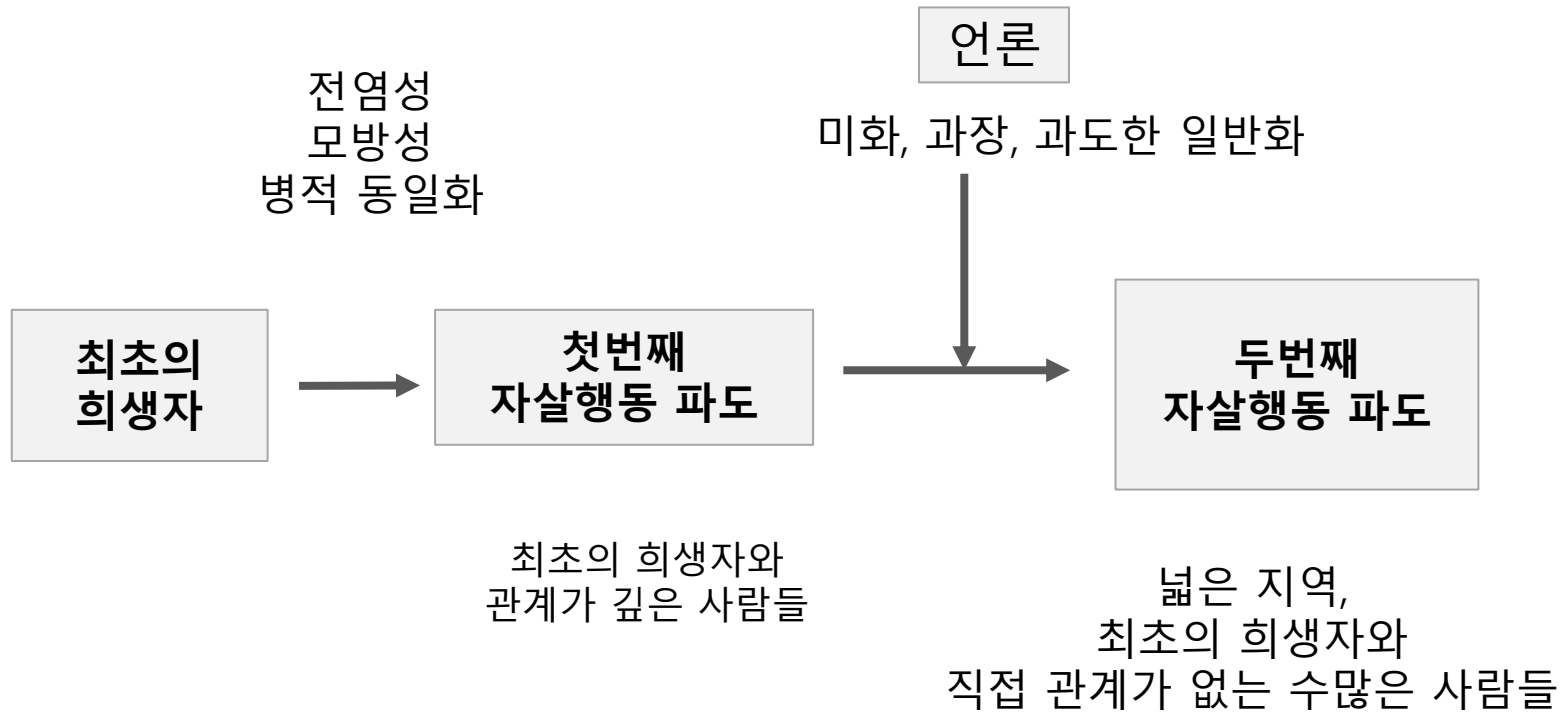 언론
전염성
모방성
병적 동일화
미화, 과장, 과도한 일반화
최초의
희생자
첫번째
자살행동 파도
두번째
자살행동 파도
최초의 희생자와
관계가 깊은 사람들
넓은 지역,
최초의 희생자와
직접 관계가 없는 수많은 사람들